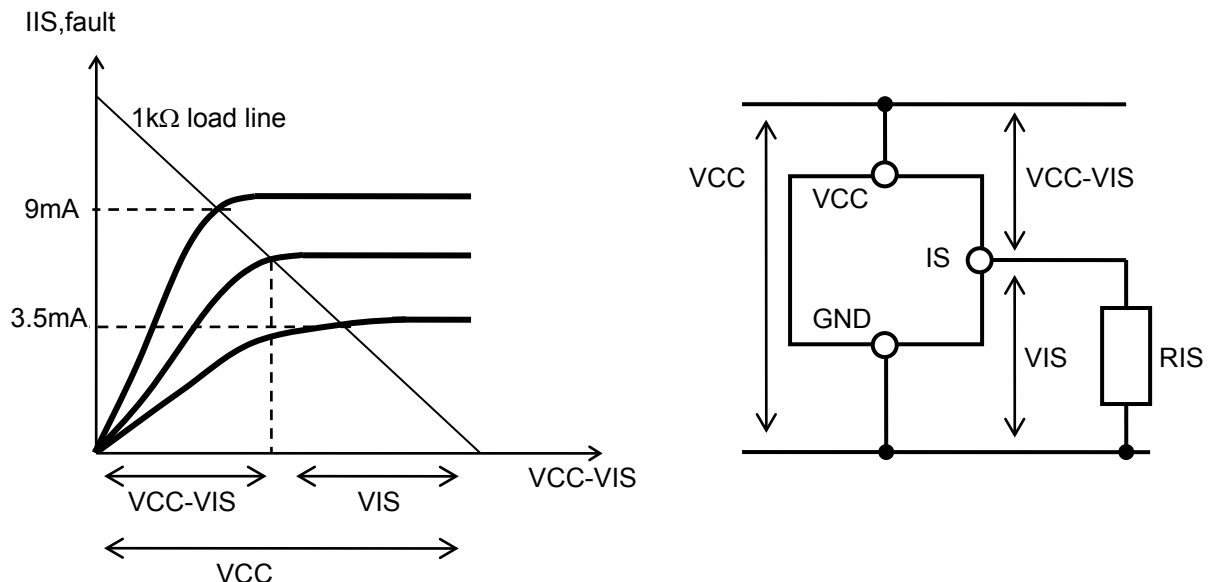 IIS,fault
1kΩ load line
9mA
3.5mA
VCC-VIS
VCC-VIS
VIS
VCC
VCC
VCC
VCC-VIS
IS
GND
VIS
RIS